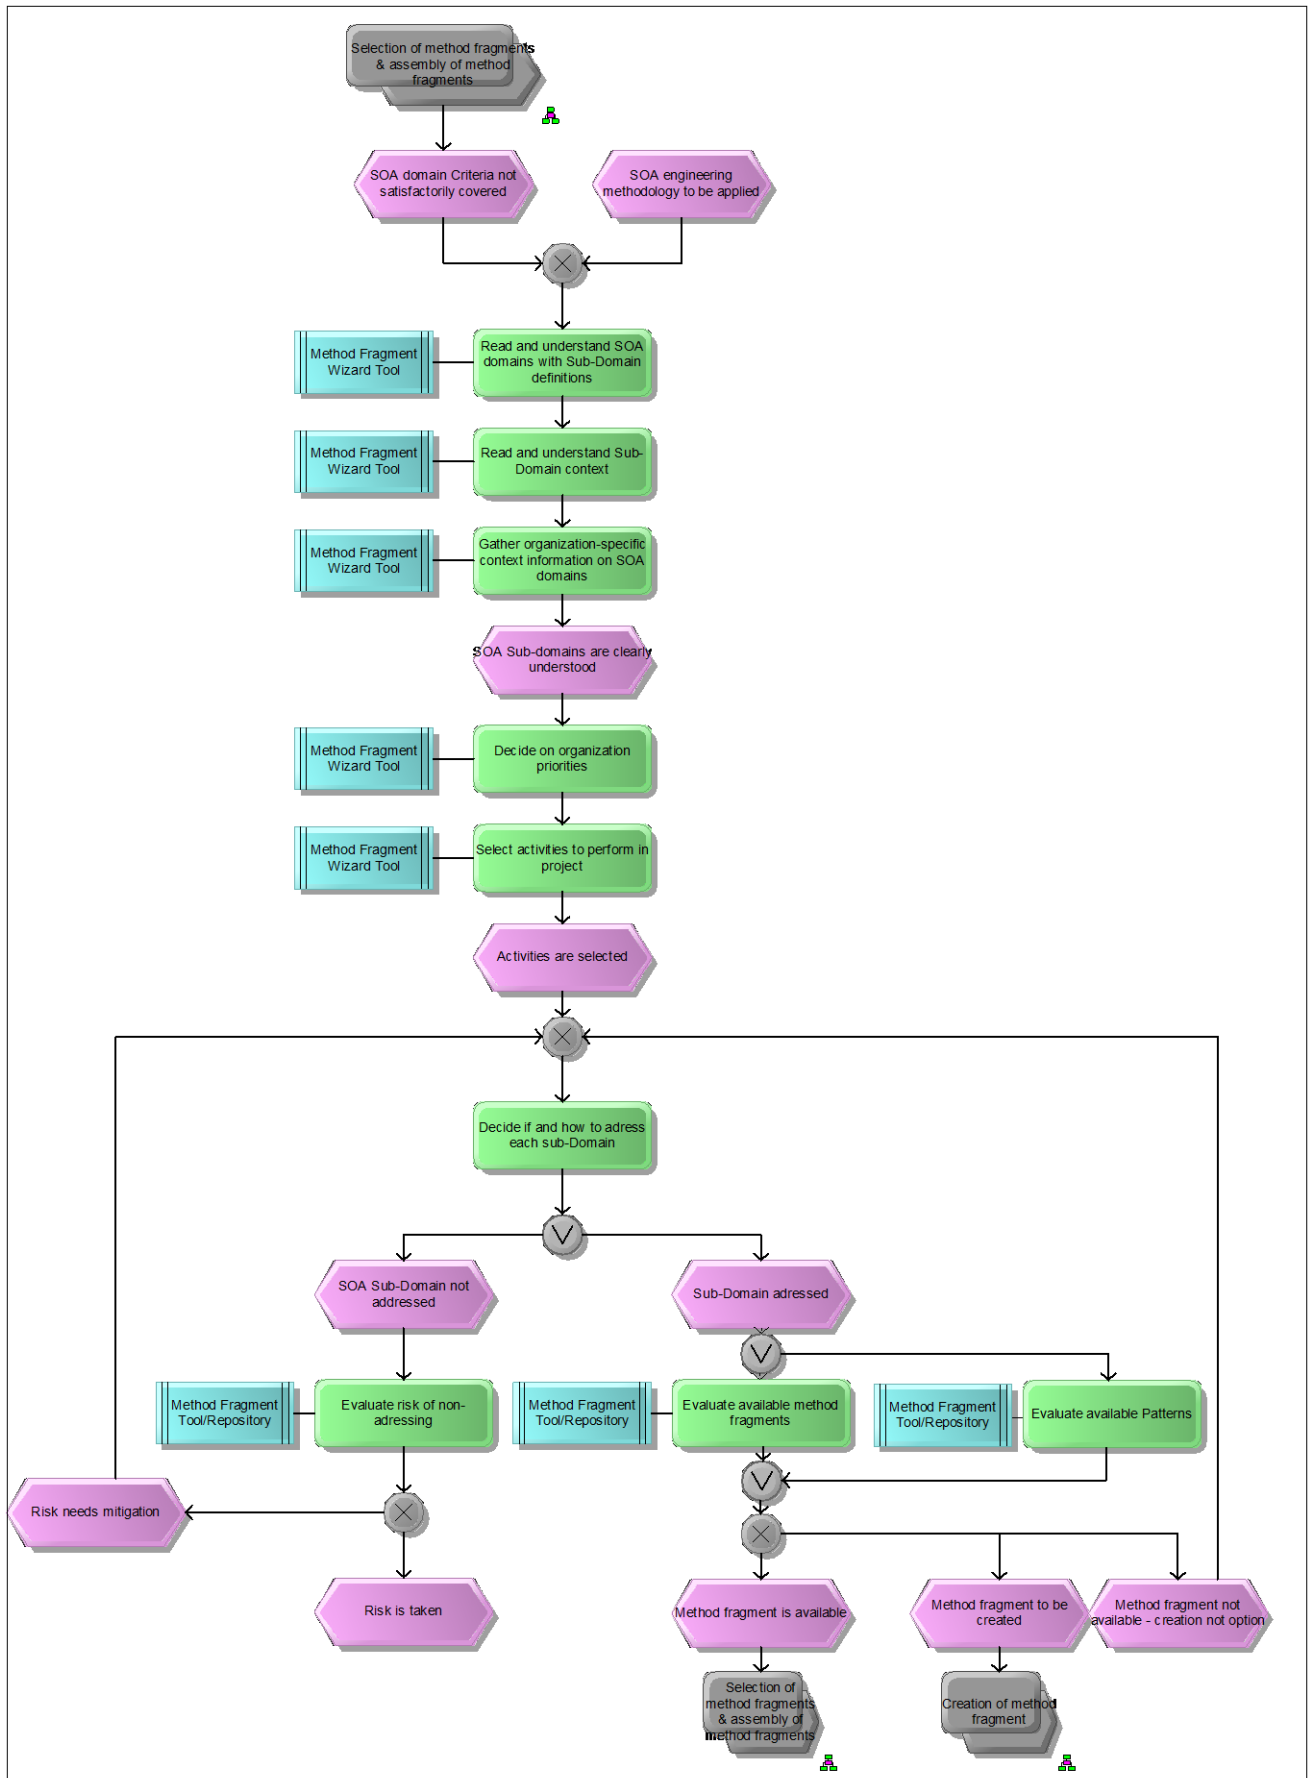 Selection of method fragments
& assembly of method
fragments
SOA domain Criteria not
satisfactorily covered
SOA engineering
methodology to be applied
Method Fragment
Wizard Tool
Read and understand SOA
domains with Sub-Domain
definitions
Method Fragment
Wizard Tool
Read and understand Sub-
Domain context
Method Fragment
Wizard Tool
Gather organization-specific
context information on SOA
domains
SOA Sub-domains are clearly
understood
Method Fragment
Wizard Tool
Decide on organization
priorities
Method Fragment
Wizard Tool
Select activities to perform in
project
Activities are selected
Decide if and how to adress
each sub-Domain
SOA Sub-Domain not
addressed
Sub-Domain adressed
Method Fragment
Tool/Repository
Evaluate risk of non-
adressing
Method Fragment
Tool/Repository
Evaluate available method
fragments
Method Fragment
Tool/Repository
Evaluate available Patterns
Risk needs mitigation
Risk is taken
Method fragment is available
Method fragment to be
created
Method fragment not
available - creation not option
Selection of
method fragments
& assembly of
method fragments
Creation of method
fragment